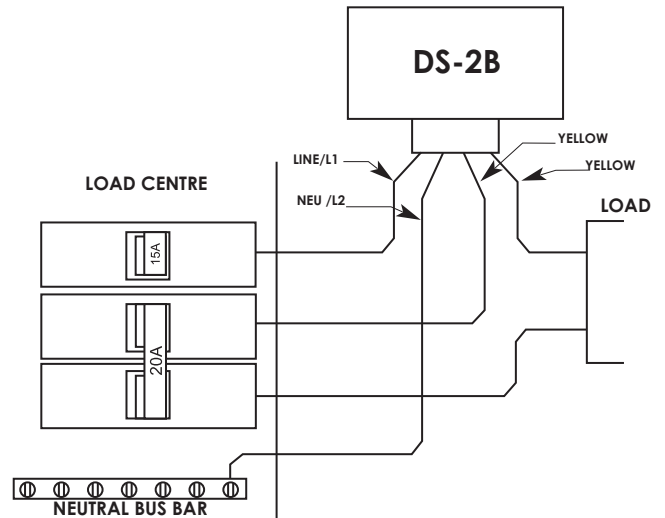 DS-2B
YELLOW
LINE/L1
YELLOW
LOAD CENTRE
NEU /L2
LOAD
15A
20A
NEUTRAL BUS BAR